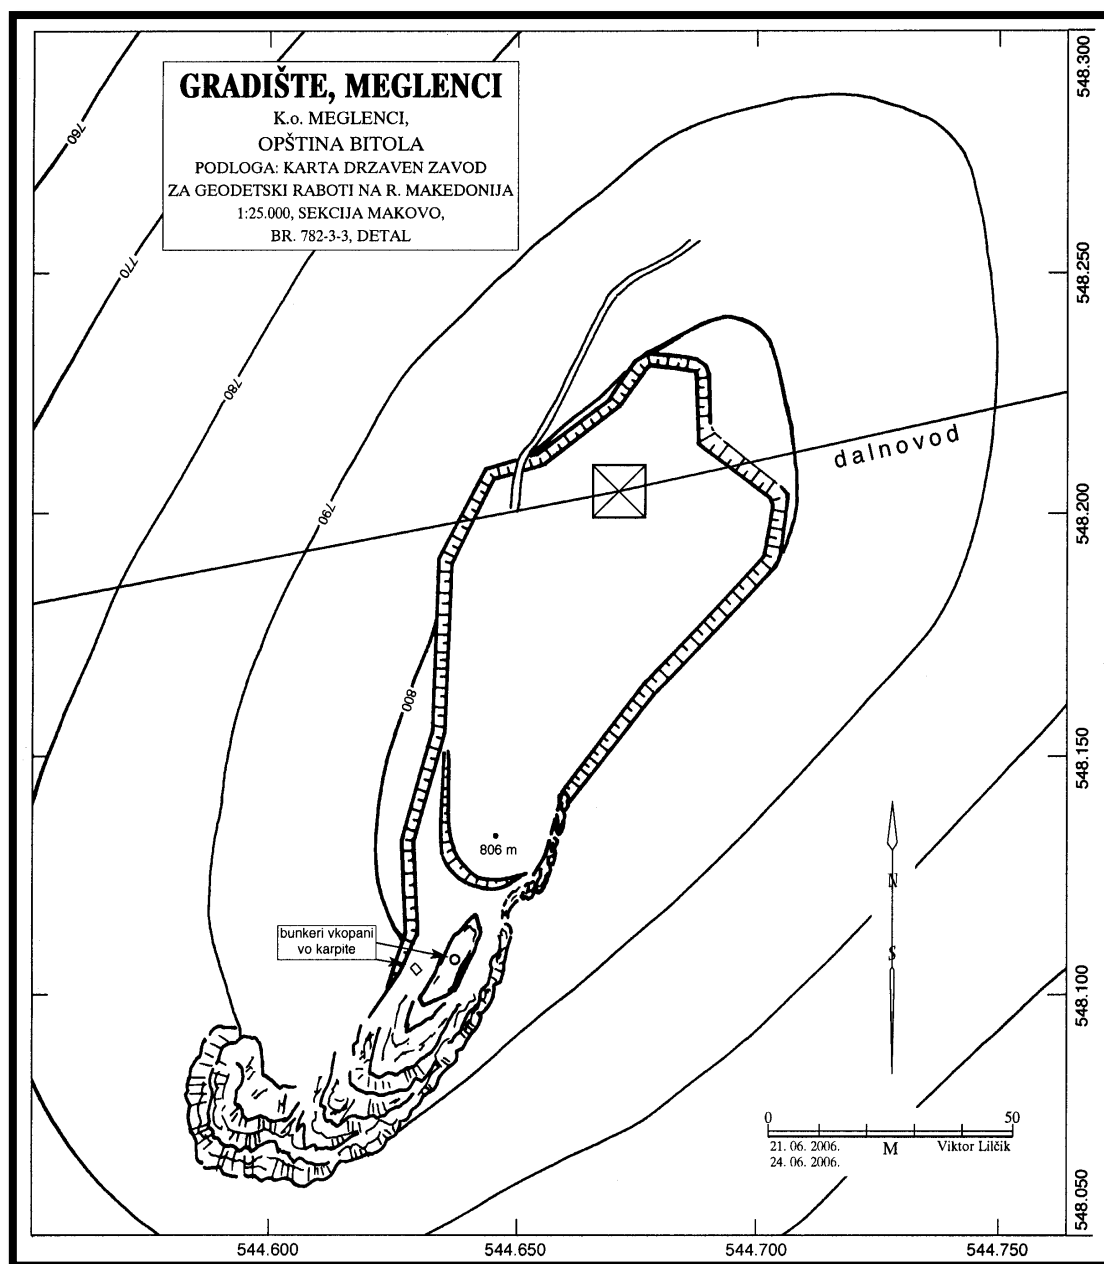 GRADIŠTE, MEGLENCI
K.o. MEGLENCI,
OPŠTINA BITOLA
PODLOGA: KARTA DRZAVEN ZAVOD
ZA GEODETSKI RABOTI NA R. MAKEDONIJA
1:25.000, SEKCIJA MAKOVO,
BR. 782-3-3, DETAL
760
770
780
790
800
dalnovod
806 m
bunkeri vkopani
vo karpite
N
S
0 50
21. 06. 2006. M Viktor Lilčik
24. 06. 2006.
548.300
548.250
548.200
548.150
548.100
548.050
544.600 544.650 544.700 544.750